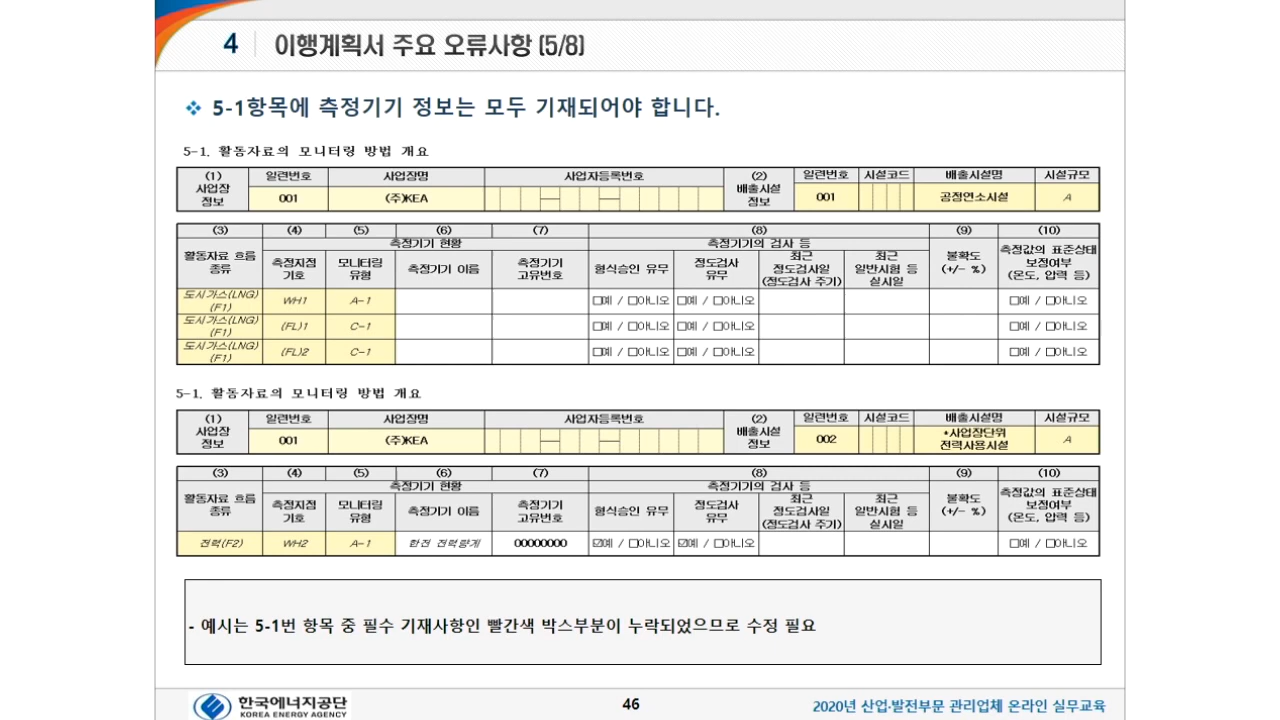 4 이행계획서 주요 오류사항 (5/8)
❖ 5-1항목에 측정기기 정보는 모두 기재되어야 합니다.
5-1. 활동자료의 모니터링 방법 개요
(1) 사업장 정보 일련번호 사업장명 사업자등록번호 (2) 배출시설 정보 일련번호 시설코드 배출시설명 시설규모
001 (주)KEA 001 공정연소시설 A
(3) (4) (5) (6) (7) (8) (9) (10)
활동자료 흐름 종류 측정기기 현황 측정기기의 검사 등 불확도 (+/- %) 측정값의 표준상태 보정여부 (온도, 압력 등)
측정지점 기호 모니터링 유형 측정기기 이름 측정기기 고유번호 형식승인 유무 정도검사 유무 최근 정도검사일 (정도검사 주기) 최근 일반시험 등 실시일
도시가스(LNG) (F1) WH1 A-1 □예 / □아니오 □예 / □아니오 □예 / □아니오
도시가스(LNG) (F1) (FL)1 C-1 □예 / □아니오 □예 / □아니오 □예 / □아니오
도시가스(LNG) (F1) (FL)2 C-1 □예 / □아니오 □예 / □아니오 □예 / □아니오
5-1. 활동자료의 모니터링 방법 개요
(1) 사업장 정보 일련번호 사업장명 사업자등록번호 (2) 배출시설 정보 일련번호 시설코드 배출시설명 시설규모
001 (주)KEA 002 *사업장단위 전력사용시설 A
(3) (4) (5) (6) (7) (8) (9) (10)
활동자료 흐름 종류 측정기기 현황 측정기기의 검사 등 불확도 (+/- %) 측정값의 표준상태 보정여부 (온도, 압력 등)
측정지점 기호 모니터링 유형 측정기기 이름 측정기기 고유번호 형식승인 유무 정도검사 유무 최근 정도검사일 (정도검사 주기) 최근 일반시험 등 실시일
전력(F2) WH2 A-1 한전 전력량계 00000000 ☑예 / □아니오 ☑예 / □아니오 □예 / □아니오
- 예시는 5-1번 항목 중 필수 기재사항인 빨간색 박스부분이 누락되었으므로 수정 필요
한국에너지공단
KOREA ENERGY AGENCY
46
2020년 산업·발전부문 관리업체 온라인 실무교육